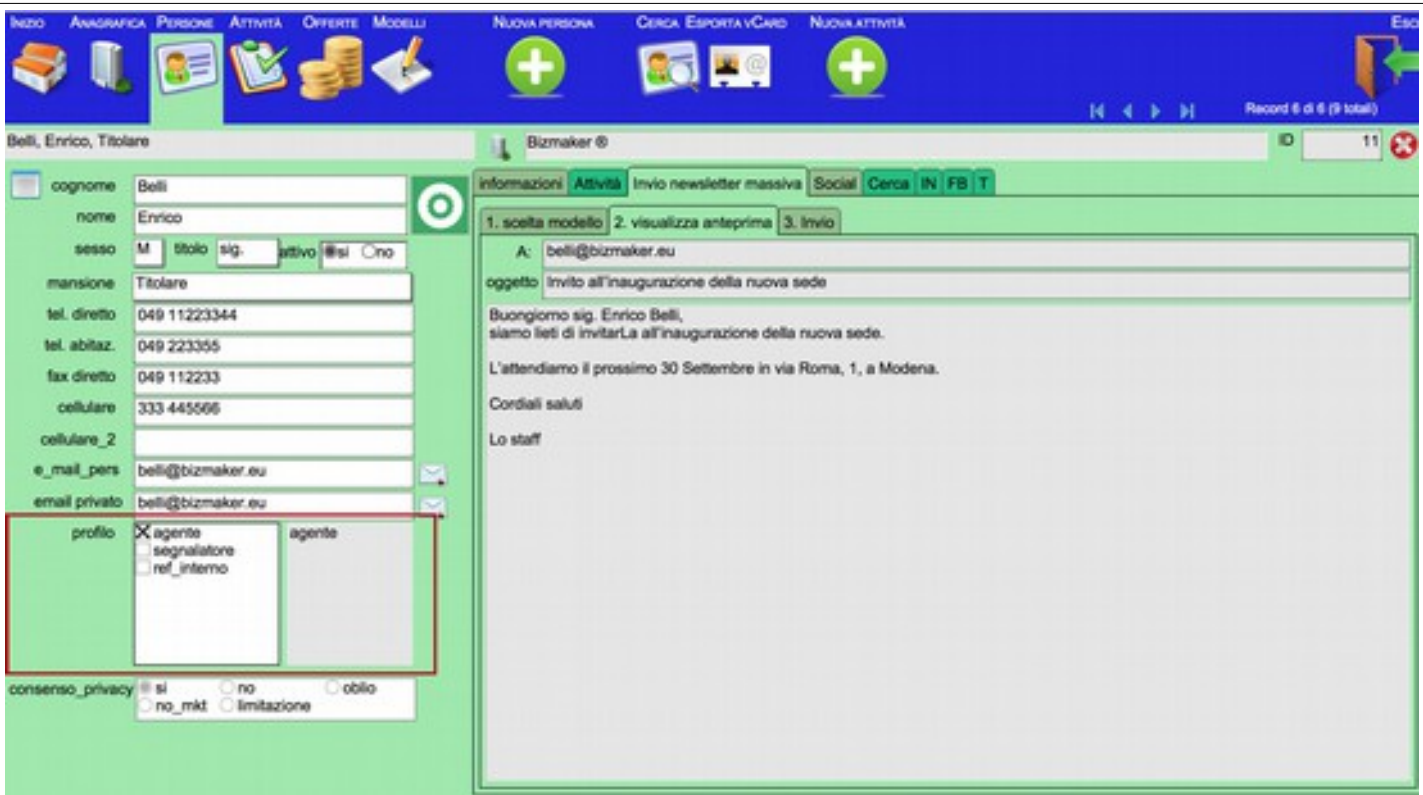 INIZIO ANAGRAFICA PERSONE ATTIVITÀ OFFERTE MODELLI NUOVA PERSONA CERCA ESPORTA VCARD NUOVA ATTIVITÀ
Record 6 di 6 (9 totali)
Belli, Enrico, Titolare Bizmaker ® ID 11
cognome Belli
nome Enrico
sesso M titolo sig. attivo si no
mansione Titolare
tel. diretto 049 11223344
tel. abitaz. 049 223355
fax diretto 049 112233
cellulare 333 445566
cellulare_2
e_mail_pers belli@bizmaker.eu
email privato belli@bizmaker.eu
profilo agente agente
segnalatore
ref_interno
consenso_privacy si no oblio
no_mkt limitazione
informazioni Attività Invio newsletter massiva Social Cerca IN FB T
1. scelta modello 2. visualizza anteprima 3. Invio
A: belli@bizmaker.eu
oggetto Invito all'inaugurazione della nuova sede
Buongiorno sig. Enrico Belli,
siamo lieti di invitarLa all'inaugurazione della nuova sede.
L'attendiamo il prossimo 30 Settembre in via Roma, 1, a Modena.
Cordiali saluti
Lo staff